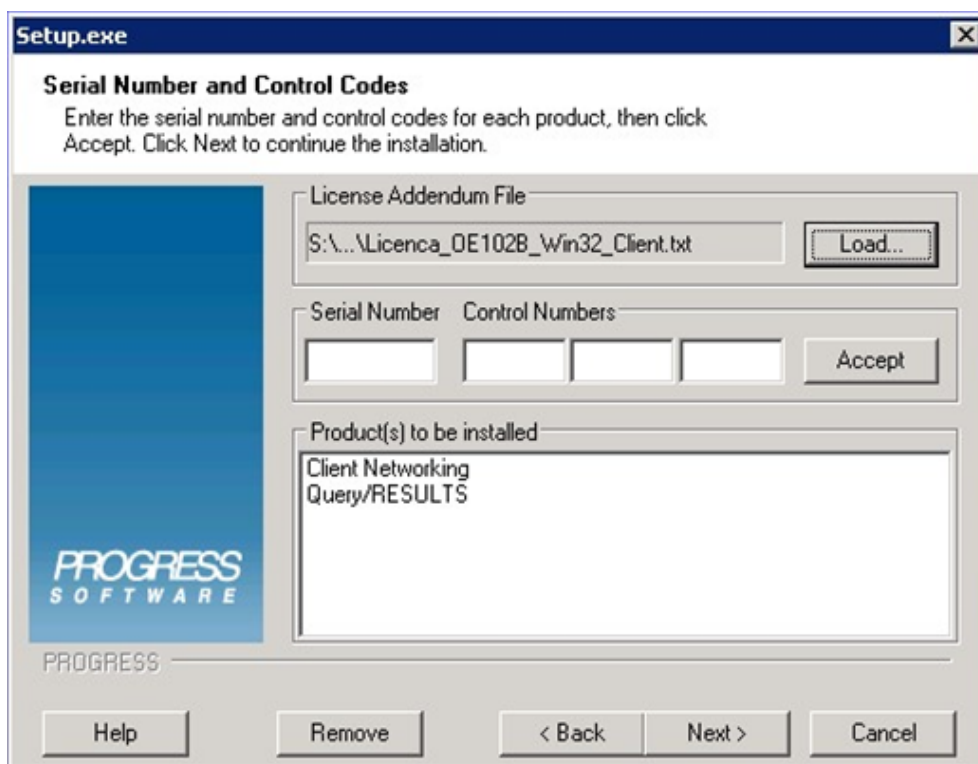 Setup.exe
Serial Number and Control Codes
Enter the serial number and control codes for each product, then click
Accept. Click Next to continue the installation.
License Addendum File
S:\...\Licenca_OE102B_Win32_Client.txt
Load...
Serial Number Control Numbers
Accept
Product(s) to be installed
Client Networking
Query/RESULTS
PROGRESS
SOFTWARE
PROGRESS
Help Remove < Back Next > Cancel